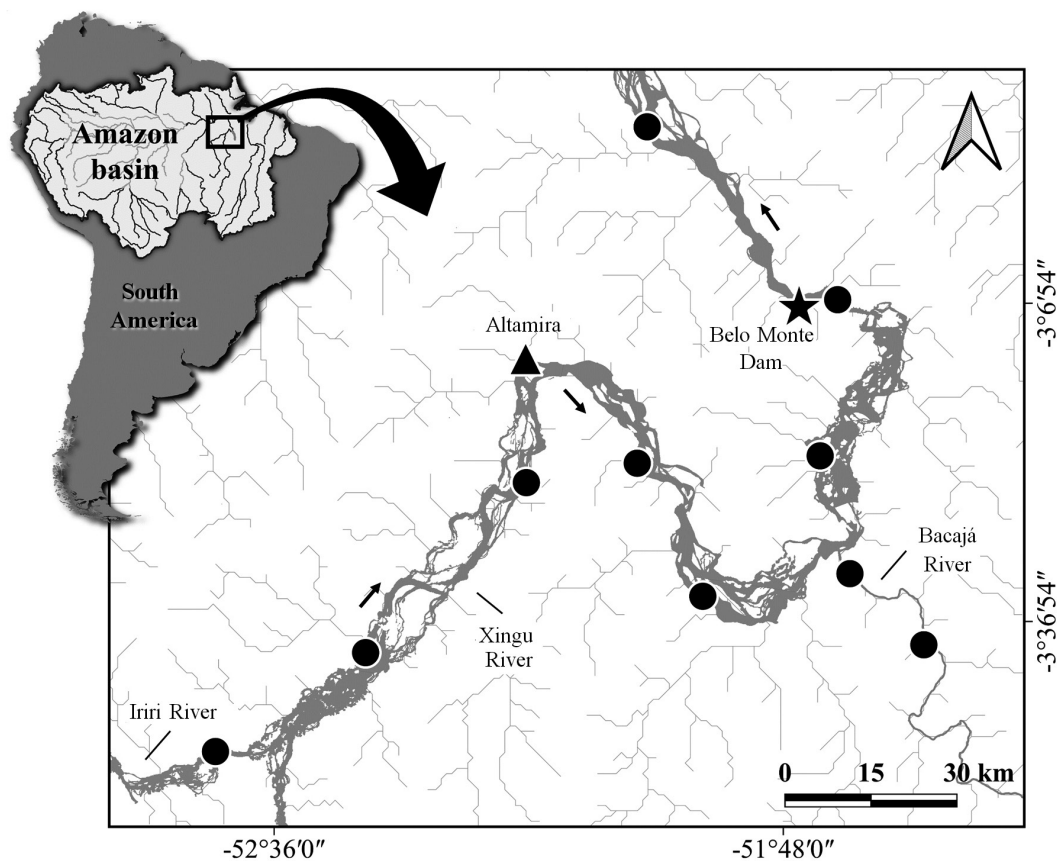 Amazon
basin
South
America
Altamira
Belo Monte
Dam
Bacajá
River
Xingu
River
Iriri River
0 15 30 km
-3°6′54″
-3°36′54″
-52°36′0″
-51°48′0″